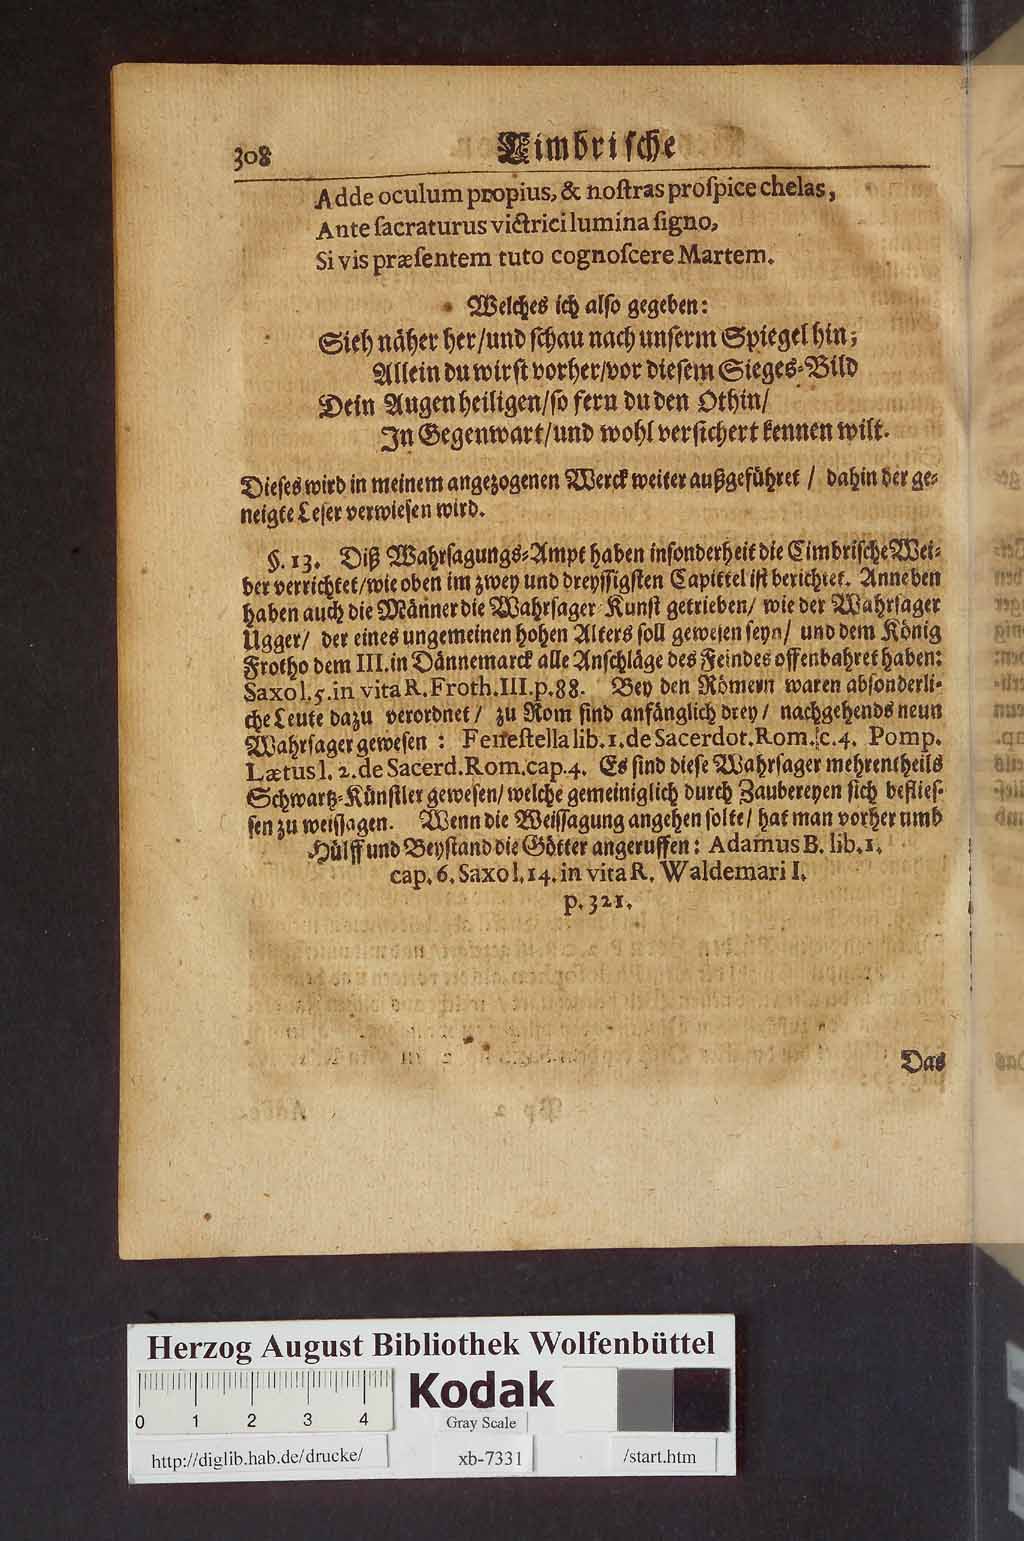 308 Cimbrische
Adde oculum propius, & noſtras proſpice chelas,
Ante ſacraturus victrici lumina ſigno,
Si vis præſentem tuto cognoſcere Martem.
Welches ich alſo gegeben:
Sieh näher her/ und ſchau nach unſerm Spiegel hin;
Allein du wirſt vorher/ vor dieſem Sieges-Bild
Dein Augen heiligen/ ſo fern du den Othin/
In Gegenwart/ und wohl verſichert kennen wilt.
Dieſes wird in meinem angezogenen Werck weiter außgeführet / dahin der ge-
neigte Leſer verwieſen wird.
§. 13. Diß Wahrſagungs-Ampt haben inſonderheit die Cimbriſche Wei-
ber verrichtet/ wie oben im zwey und dreyſſigſten Capittel iſt berichtet. Anneben
haben auch die Männer die Wahrſager Kunſt getrieben/ wie der Wahrſager
Ugger/ der eines ungemeinen hohen Alters ſoll geweſen ſeyn/ und dem König
Frotho dem III. in Dännemarck alle Anſchläge des Feindes offenbahret haben:
Saxo l. 5. in vita R. Froth. III. p. 88. Bey den Römern waren abſonderli-
che Leute dazu verordnet/ zu Rom ſind anfänglich drey/ nachgehends neun
Wahrſager geweſen : Feneſtella lib. 1. de Sacerdot. Rom. c. 4. Pomp.
Lætus l. 2. de Sacerd. Rom. cap. 4. Es ſind dieſe Wahrſager mehrentheils
Schwartz-Künſtler geweſen/ welche gemeiniglich durch Zaubereyen ſich beflieſ-
ſen zu weiſſagen. Wenn die Weiſſagung angehen ſolte/ hat man vorher umb
Hülff und Beyſtand die Götter angeruffen: Adamus B. lib. 1.
cap. 6. Saxo l. 14. in vita R. Waldemari I.
p. 321.
Das
Herzog August Bibliothek Wolfenbüttel
0 1 2 3 4
Kodak
Gray Scale
http://diglib.hab.de/drucke/ xb-7331 /start.htm